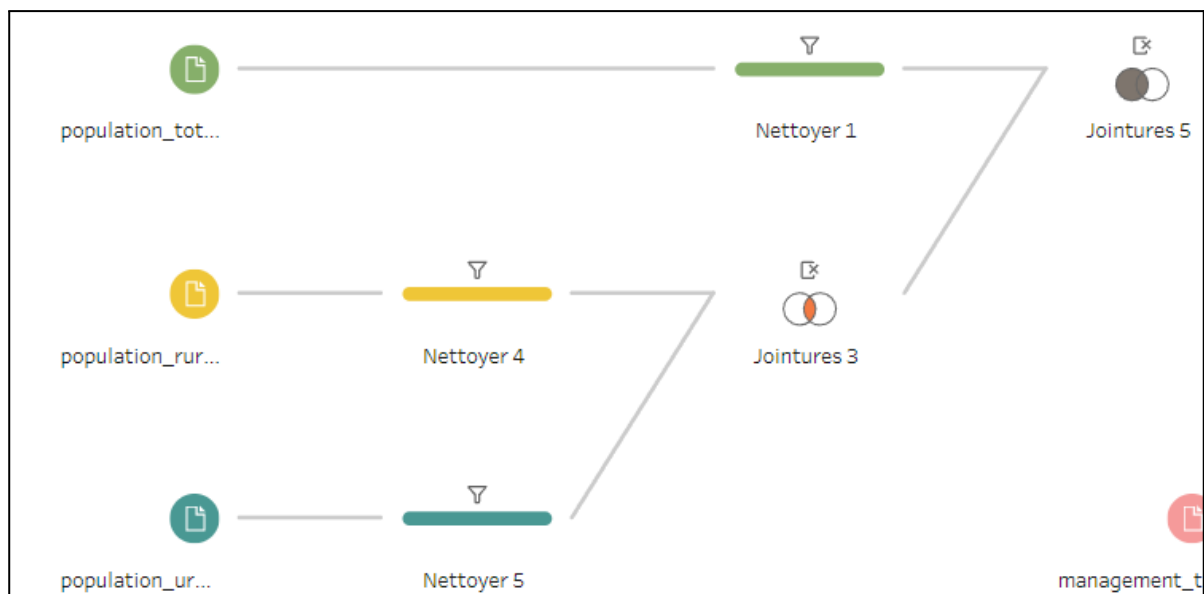 population_tot...
Nettoyer 1
Jointures 5
population_rur...
Nettoyer 4
Jointures 3
population_ur...
Nettoyer 5
management_t